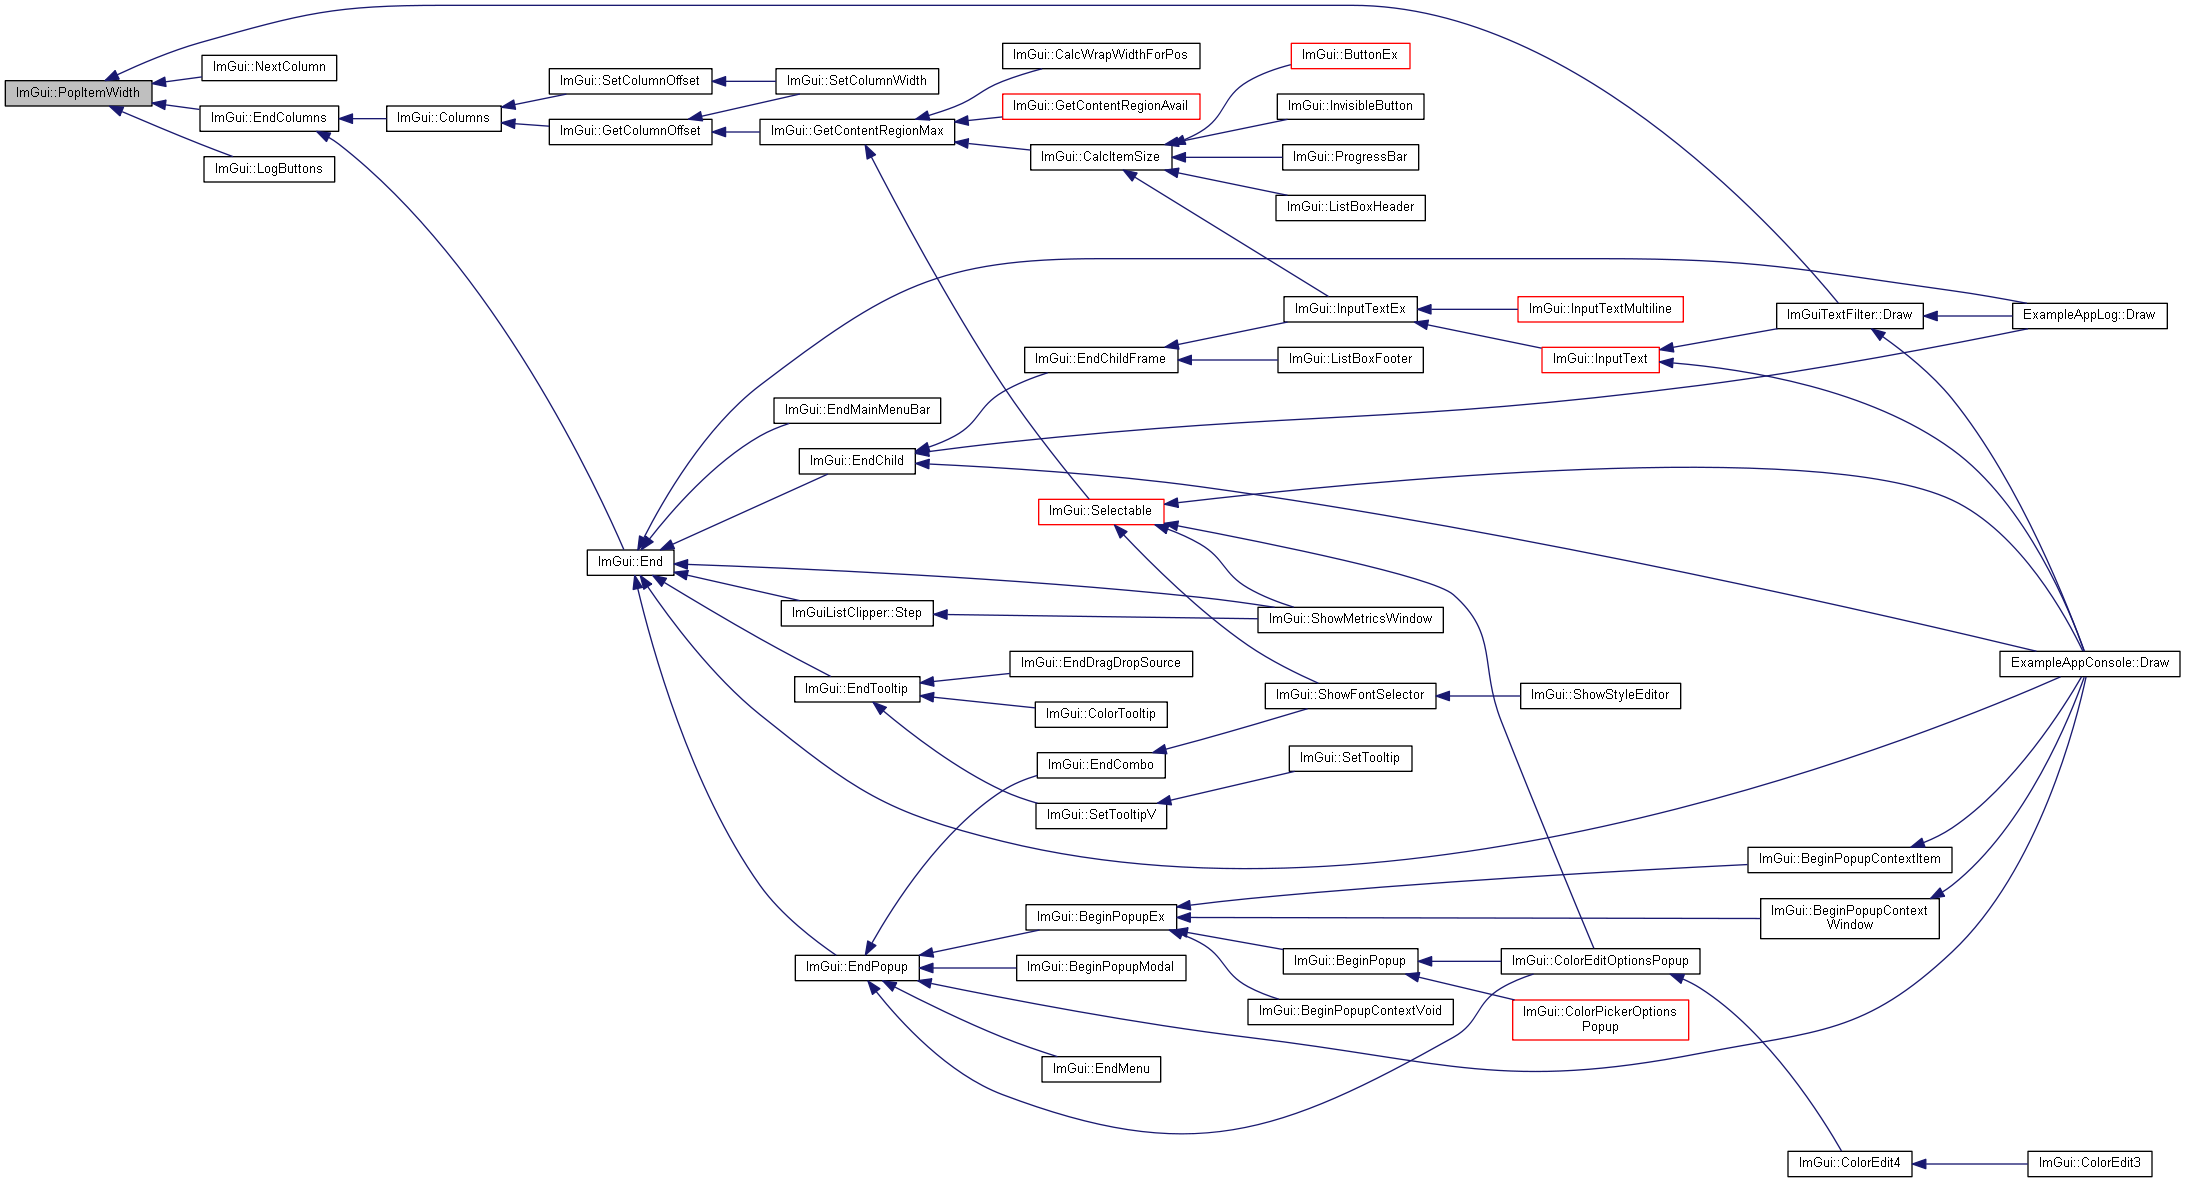 ImGui::PopItemWidth
ImGui::NextColumn
ImGui::EndColumns
ImGui::LogButtons
ImGui::Columns
ImGui::SetColumnOffset
ImGui::GetColumnOffset
ImGui::SetColumnWidth
ImGui::GetContentRegionMax
ImGui::CalcWrapWidthForPos
ImGui::GetContentRegionAvail
ImGui::CalcItemSize
ImGui::ButtonEx
ImGui::InvisibleButton
ImGui::ProgressBar
ImGui::ListBoxHeader
ImGui::InputTextEx
ImGui::InputTextMultiline
ImGui::InputText
ImGuiTextFilter::Draw
ExampleAppLog::Draw
ImGui::EndChildFrame
ImGui::ListBoxFooter
ImGui::EndMainMenuBar
ImGui::EndChild
ImGui::Selectable
ImGui::End
ImGuiListClipper::Step
ImGui::ShowMetricsWindow
ImGui::EndTooltip
ImGui::EndDragDropSource
ImGui::ColorTooltip
ImGui::ShowFontSelector
ImGui::ShowStyleEditor
ExampleAppConsole::Draw
ImGui::EndCombo
ImGui::SetTooltip
ImGui::SetTooltipV
ImGui::BeginPopupContextItem
ImGui::BeginPopupContext
Window
ImGui::BeginPopupEx
ImGui::EndPopup
ImGui::BeginPopupModal
ImGui::BeginPopup
ImGui::ColorEditOptionsPopup
ImGui::BeginPopupContextVoid
ImGui::ColorPickerOptions
Popup
ImGui::EndMenu
ImGui::ColorEdit4
ImGui::ColorEdit3